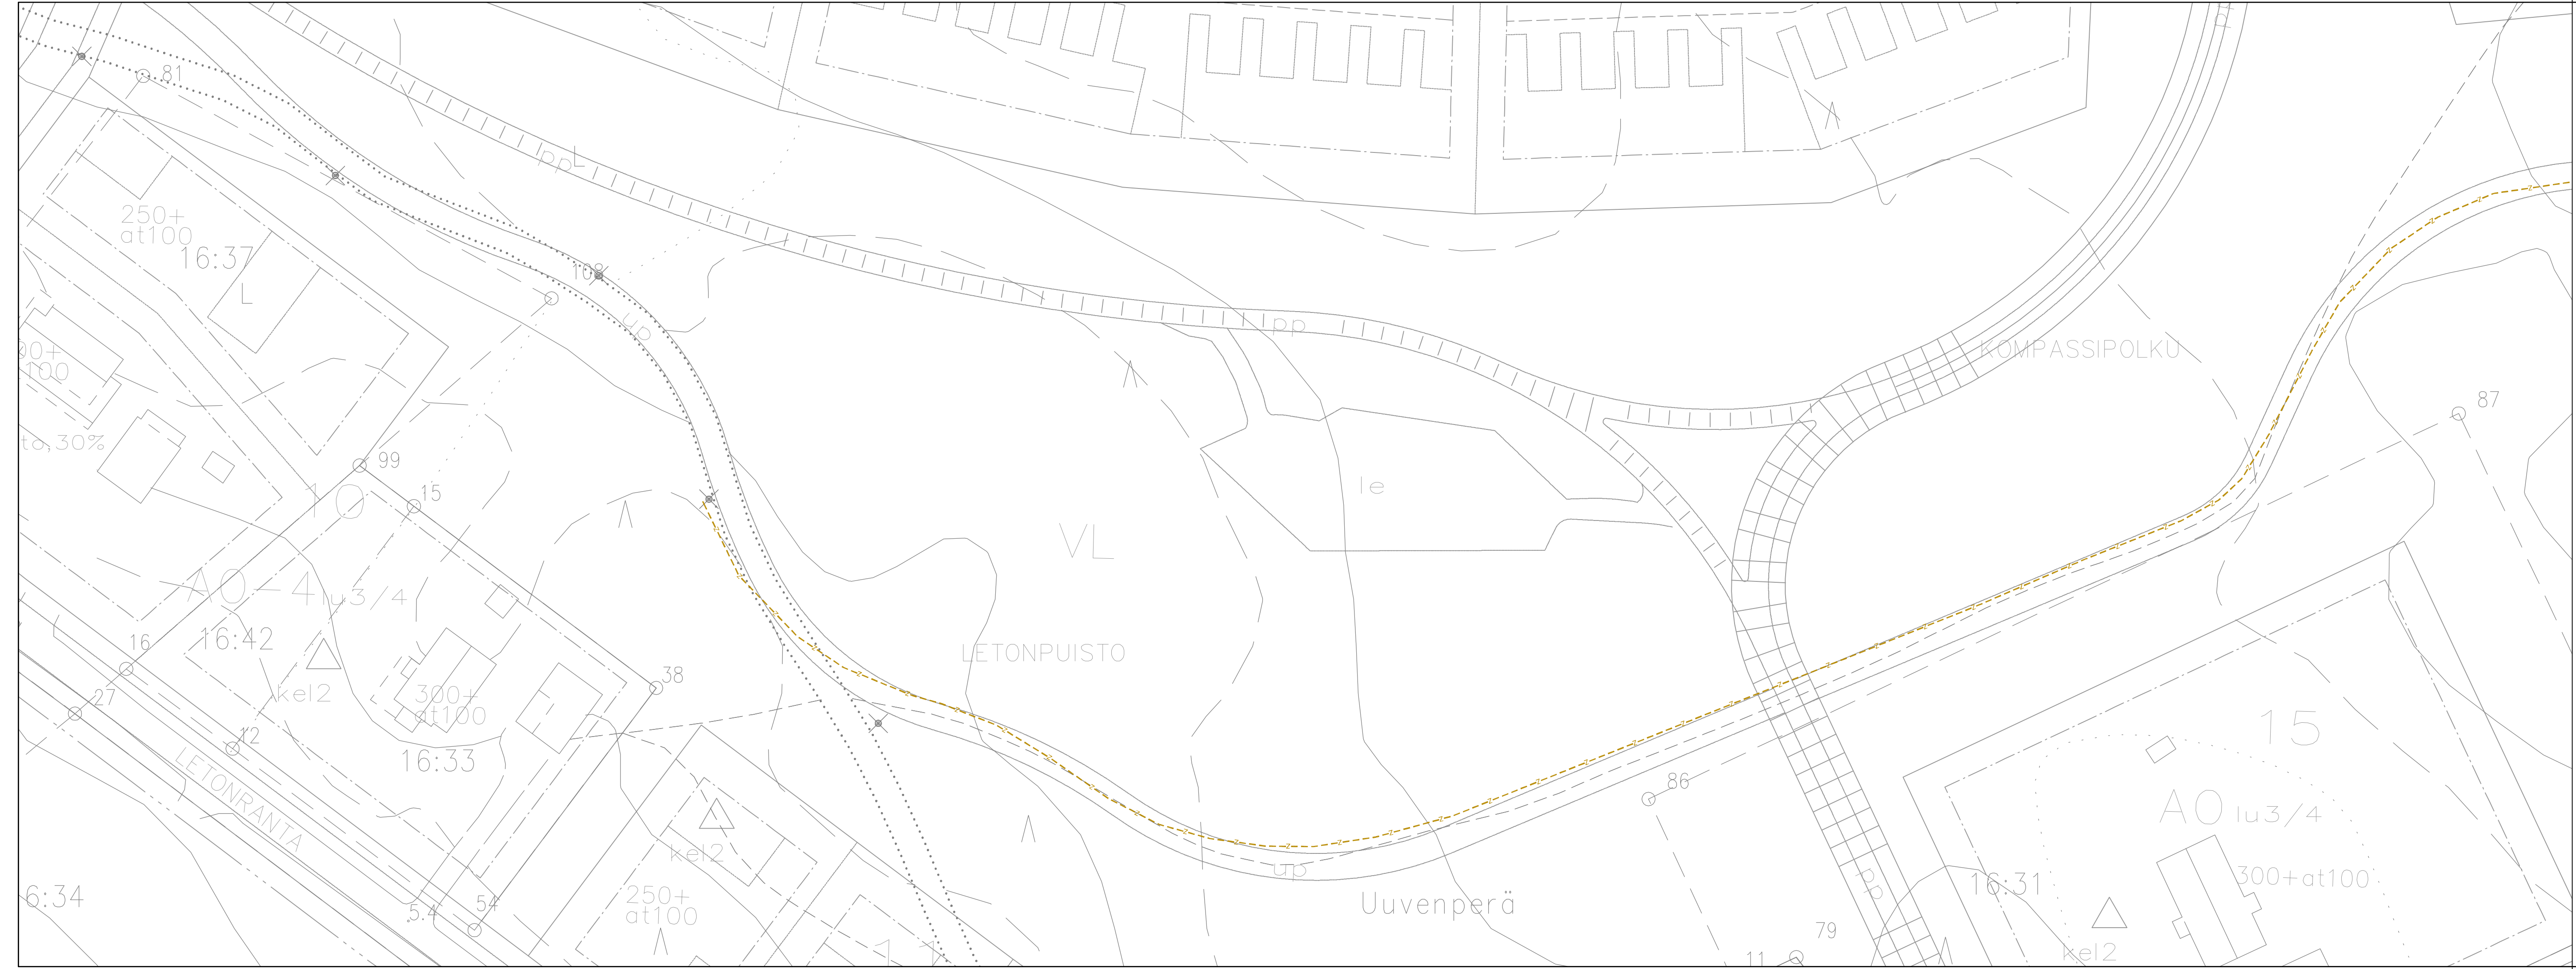 81
L
pp
250+
at100
16:37
L
108
up
pp
KOMPASSIPOLKU
100
to,30%
87
99
15
10
le
VL
AO-4
lu3/4
16
16:42
LETONPUISTO
kel2
300+
at100
38
27
12
15
16:33
LETONRANTA
86
kel2
AO lu3/4
up
pp
300+at100
6:34
250+
at100
5.4
54
Uuvenperä
16:31
79
11
11
kel2